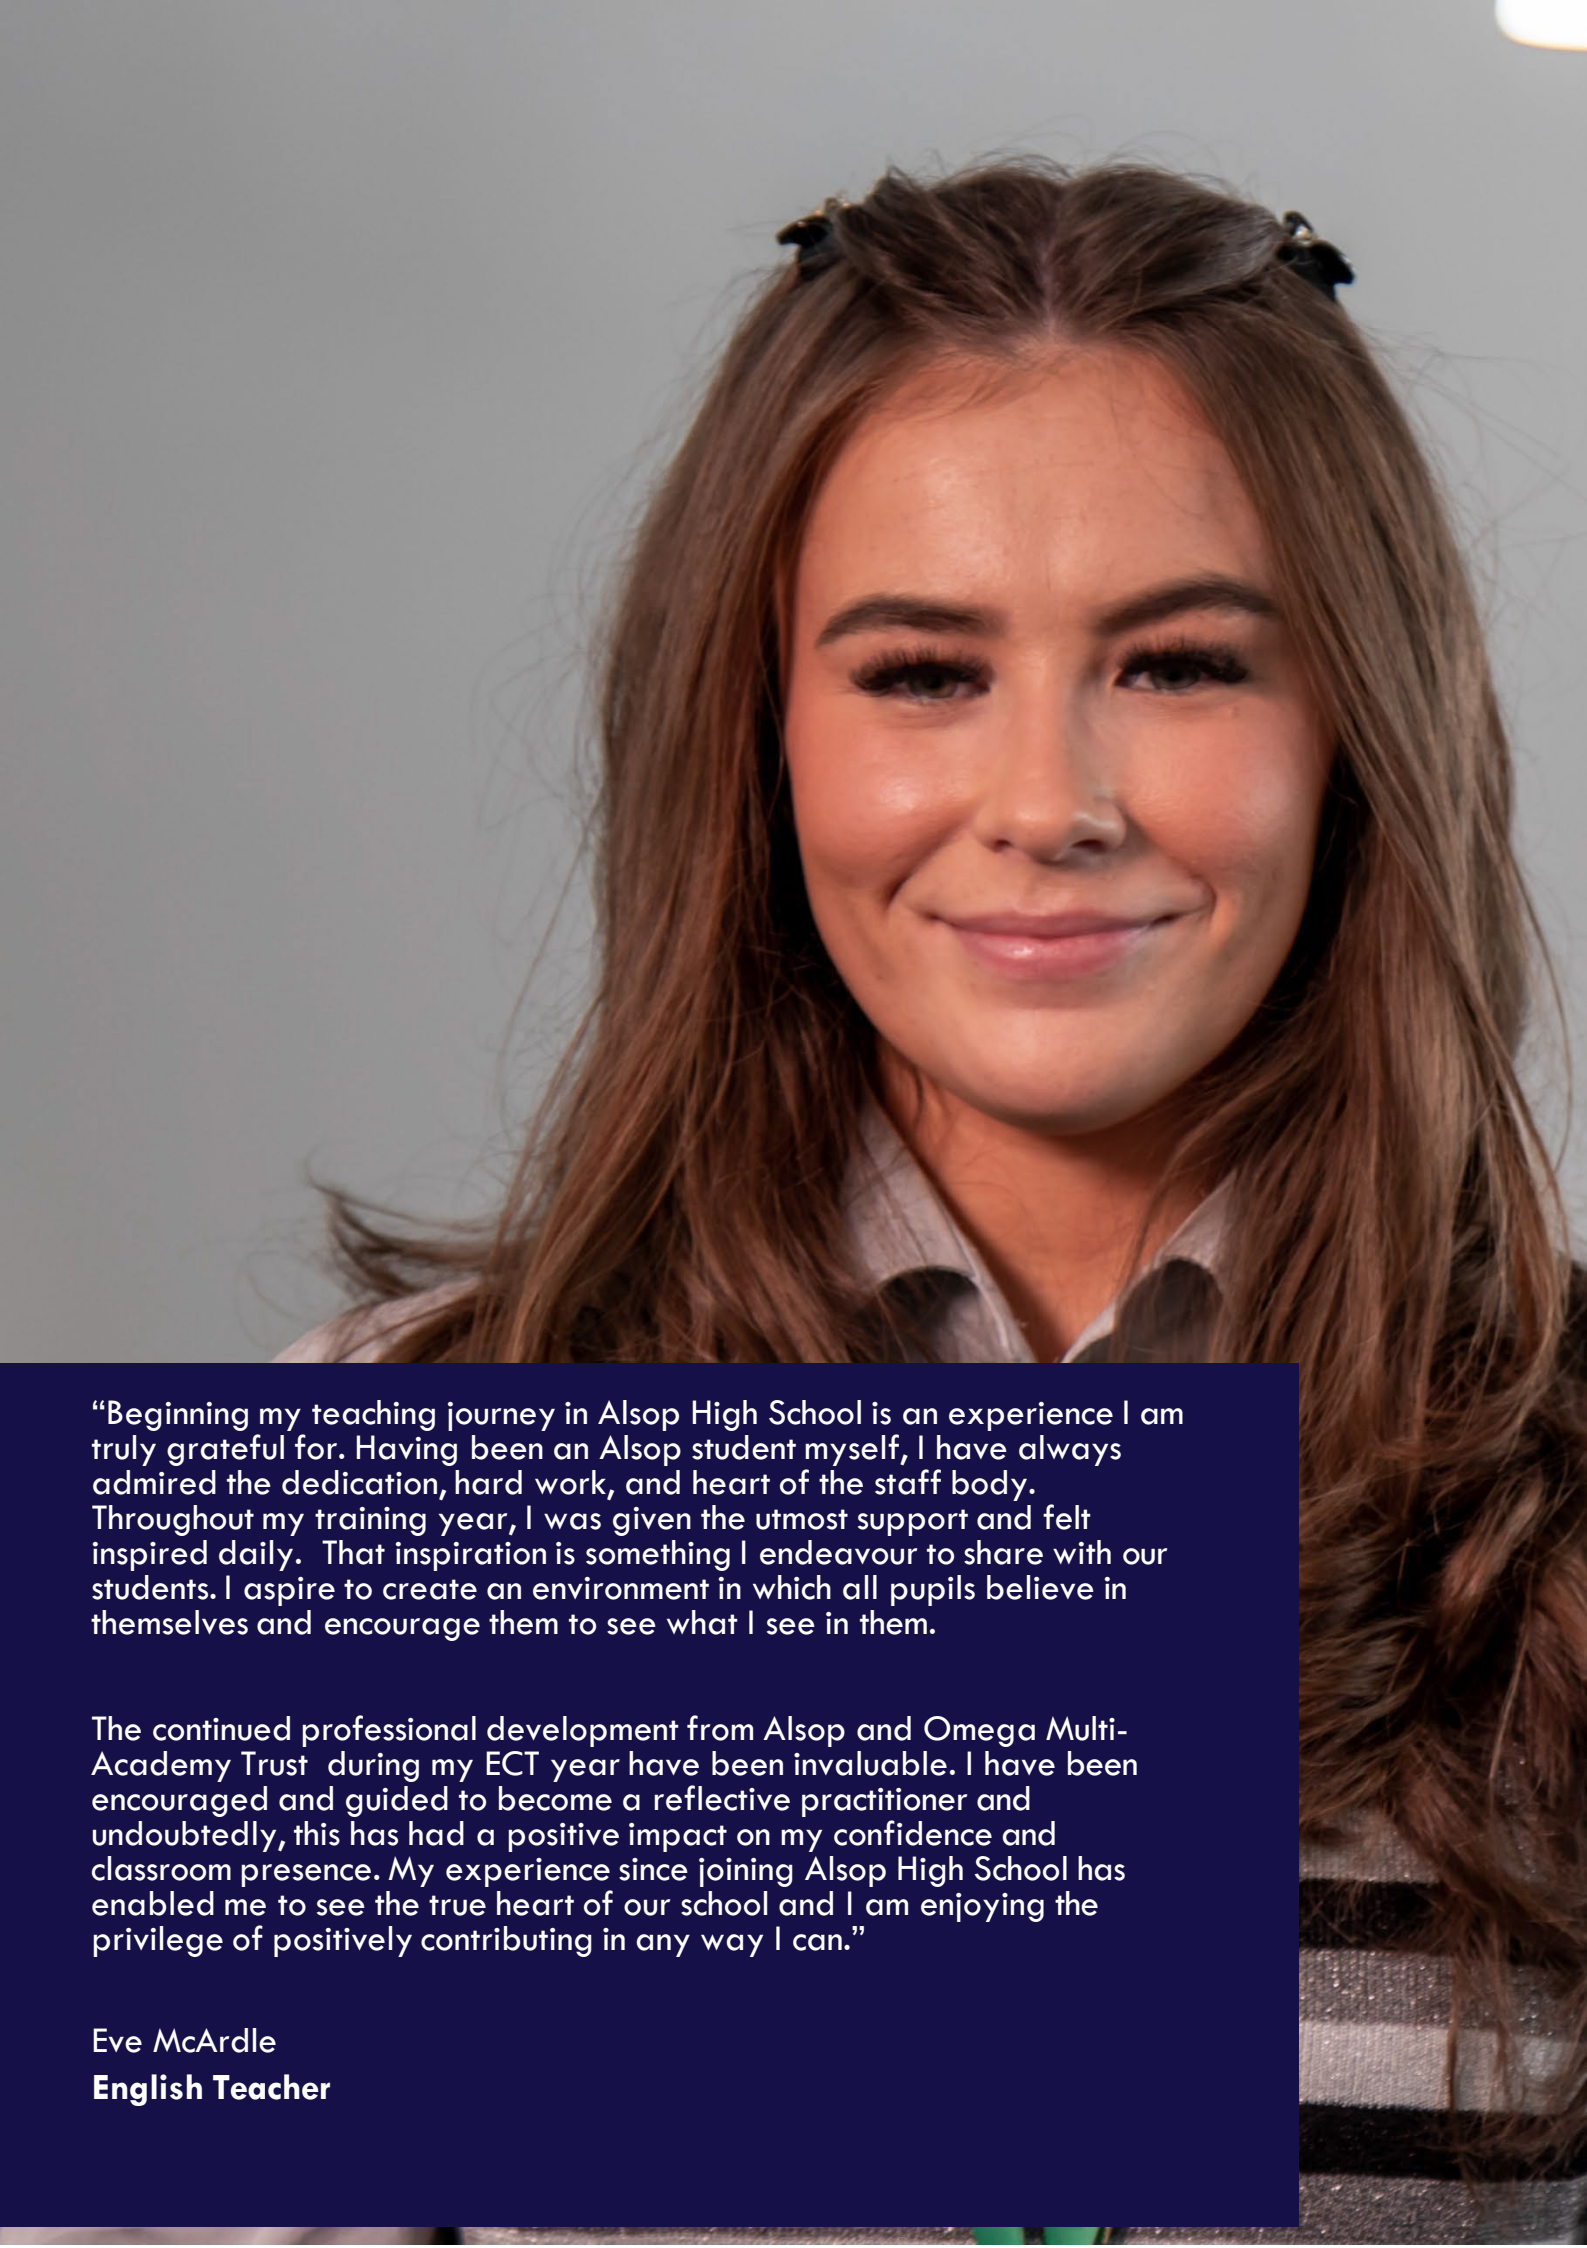 “Beginning my teaching journey in Alsop High School is an experience I am
truly grateful for. Having been an Alsop student myself, I have always
admired the dedication, hard work, and heart of the staff body.
Throughout my training year, I was given the utmost support and felt
inspired daily.  That inspiration is something I endeavour to share with our
students. I aspire to create an environment in which all pupils believe in
themselves and encourage them to see what I see in them.
The continued professional development from Alsop and Omega Multi-
Academy Trust  during my ECT year have been invaluable. I have been
encouraged and guided to become a reflective practitioner and
undoubtedly, this has had a positive impact on my confidence and
classroom presence. My experience since joining Alsop High School has
enabled me to see the true heart of our school and I am enjoying the
privilege of positively contributing in any way I can.”
Eve McArdle
English Teacher